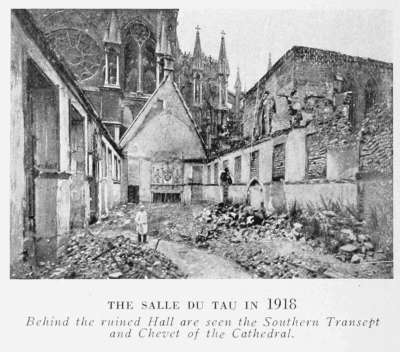 THE SALLE DU TAU IN 1918
Behind the ruined Hall are seen the Southern Transept
and Chevet of the Cathedral.